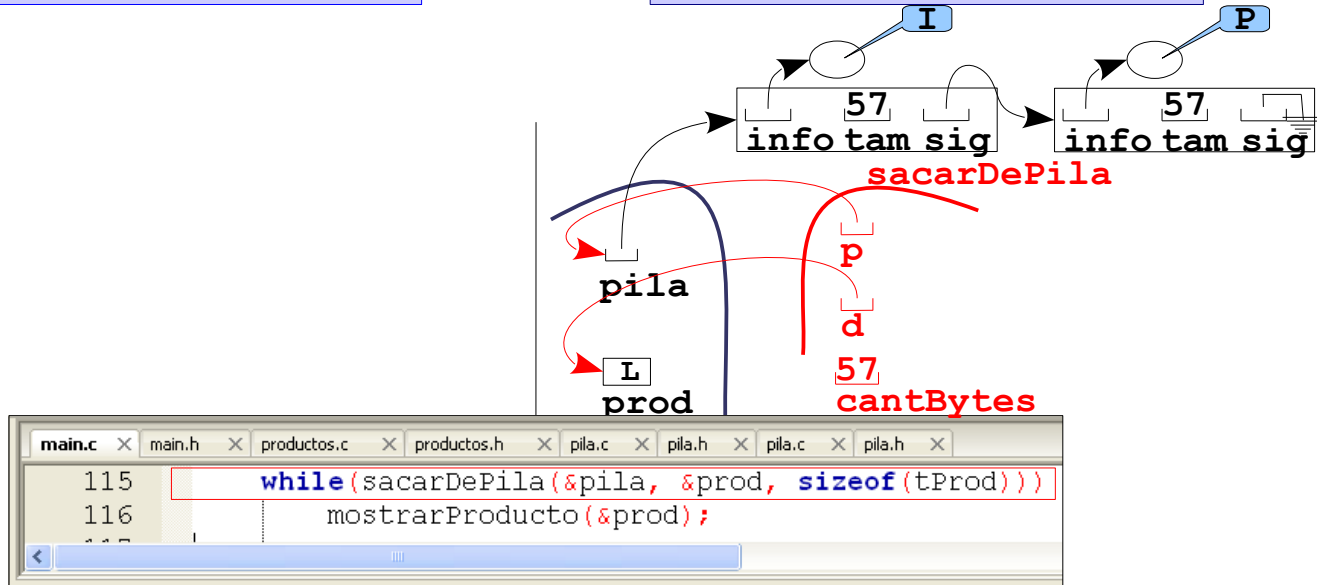 I P
57 57
info tam sig info tam sig
sacarDePila
p
pila
d
L 57
prod cantBytes
main.c main.h productos.c productos.h pila.c pila.h pila.c pila.h
115 while(sacarDePila(&pila, &prod, sizeof(tProd)))
116 mostrarProducto(&prod);